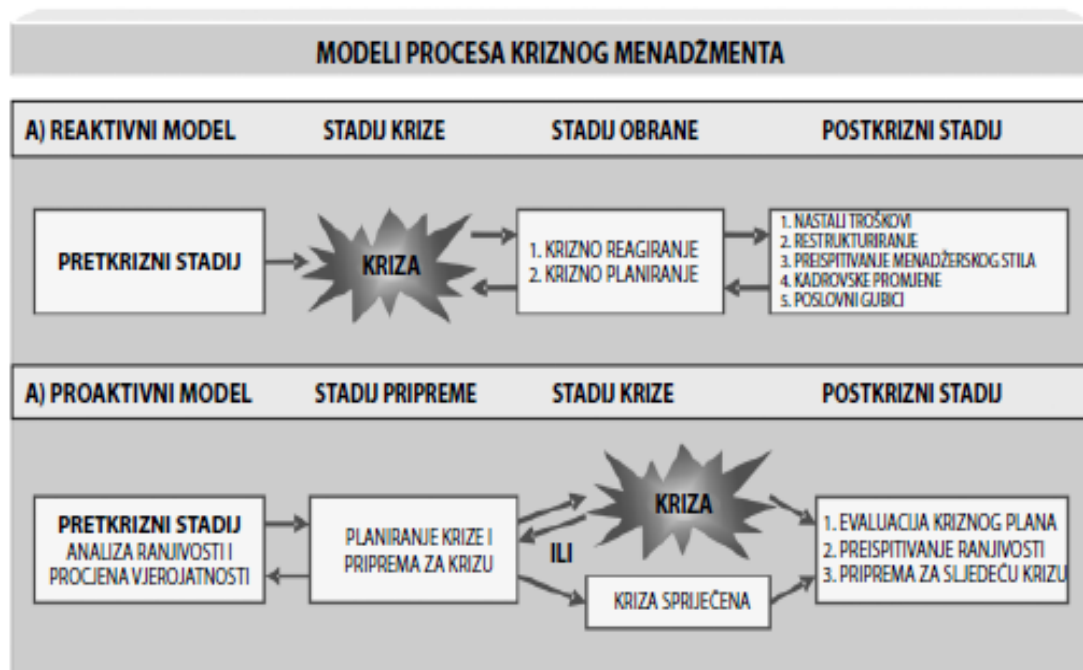 MODELI PROCESA KRIZNOG MENADŽMENTA
A) REAKTIVNI MODEL
STADIJ KRIZE
STADIJ OBRANE
POSTKRIZNI STADIJ
PRETKRIZNI STADIJ
KRIZA
1. KRIZNO REAGIRANJE
2. KRIZNO PLANIRANJE
1. NASTALI TROŠKOVI
2. RESTRUKTURIRANJE
3. PREISPITIVANJE MENADŽERSKOG STILA
4. KADROVSKE PROMJENE
5. POSLOVNI GUBICI
A) PROAKTIVNI MODEL
STADIJ PRIPREME
STADIJ KRIZE
POSTKRIZNI STADIJ
PRETKRIZNI STADIJ
ANALIZA RANJIVOSTI I
PROCJENA VJEROJATNOSTI
PLANIRANJE KRIZE I
PRIPREMA ZA KRIZU
ILI
KRIZA
KRIZA SPRIJEČENA
1. EVALUACIJA KRIZNOG PLANA
2. PREISPITIVANJE RANJIVOSTI
3. PRIPREMA ZA SLJEDEĆU KRIZU